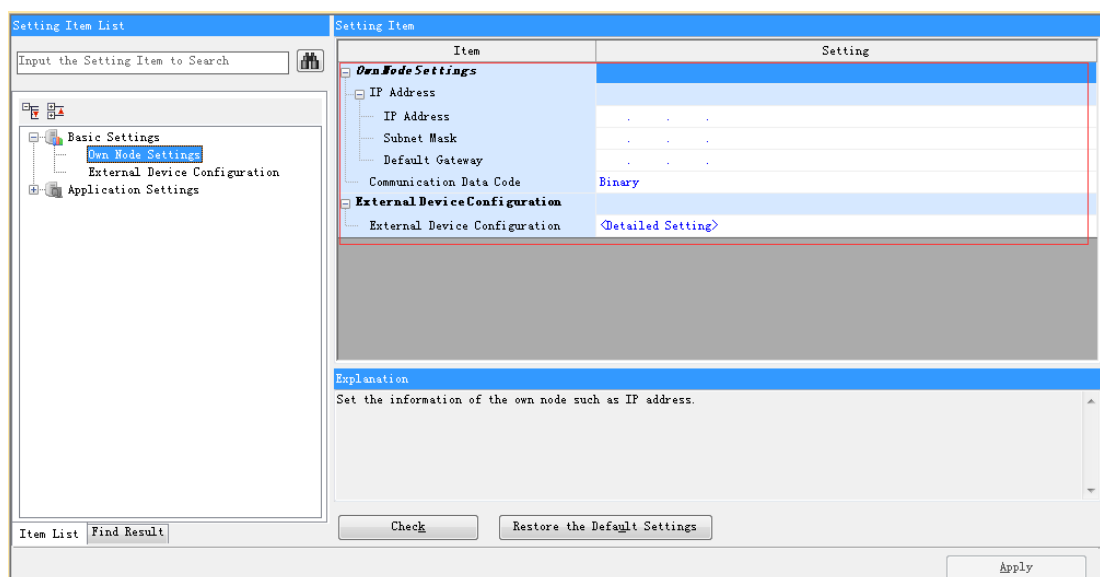 Setting Item List
Input the Setting Item to Search
Basic Settings
Own Node Settings
External Device Configuration
Application Settings
Item List
Find Result
Setting Item
Item Setting
Own Node Settings
IP Address
IP Address . . .
Subnet Mask . . .
Default Gateway . . .
Communication Data Code Binary
External Device Configuration
External Device Configuration <Detailed Setting>
Explanation
Set the information of the own node such as IP address.
Check
Restore the Default Settings
Apply